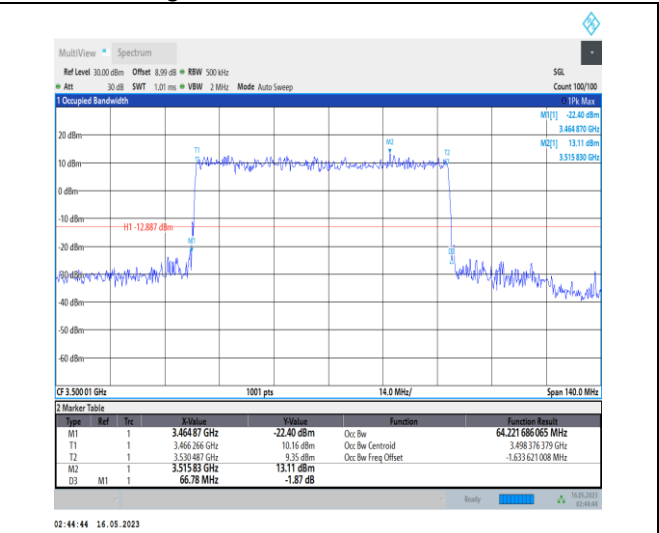 MultiView Spectrum
Ref Level 30.00 dBm Offset 8.99 dB RBW 500 kHz SGL
Att 30 dB SWT 1.01 ms VBW 2 MHz Mode Auto Sweep Count 100/100
1 Occupied Bandwidth 1Pk Max
M1[1] -22.40 dBm
3.464 870 GHz
M2[1] 13.11 dBm
3.515 830 GHz
20 dBm
M2
T1 T2
10 dBm
0 dBm
-10 dBm
H1 -12.887 dBm
M1
-20 dBm
D3
-30 dBm
-40 dBm
-50 dBm
-60 dBm
CF 3.500 01 GHz 1001 pts 14.0 MHz/ Span 140.0 MHz
2 Marker Table
Type Ref Trc X-Value Y-Value Function Function Result
M1 1 3.464 87 GHz -22.40 dBm Occ Bw 64.221 686 065 MHz
T1 1 3.466 266 GHz 10.16 dBm Occ Bw Centroid 3.498 376 379 GHz
T2 1 3.530 487 GHz 9.35 dBm Occ Bw Freq Offset -1.633 621 008 MHz
M2 1 3.515 83 GHz 13.11 dBm
D3 M1 1 66.78 MHz -1.87 dB
Ready 16.05.2023
02:44:44
02:44:44 16.05.2023